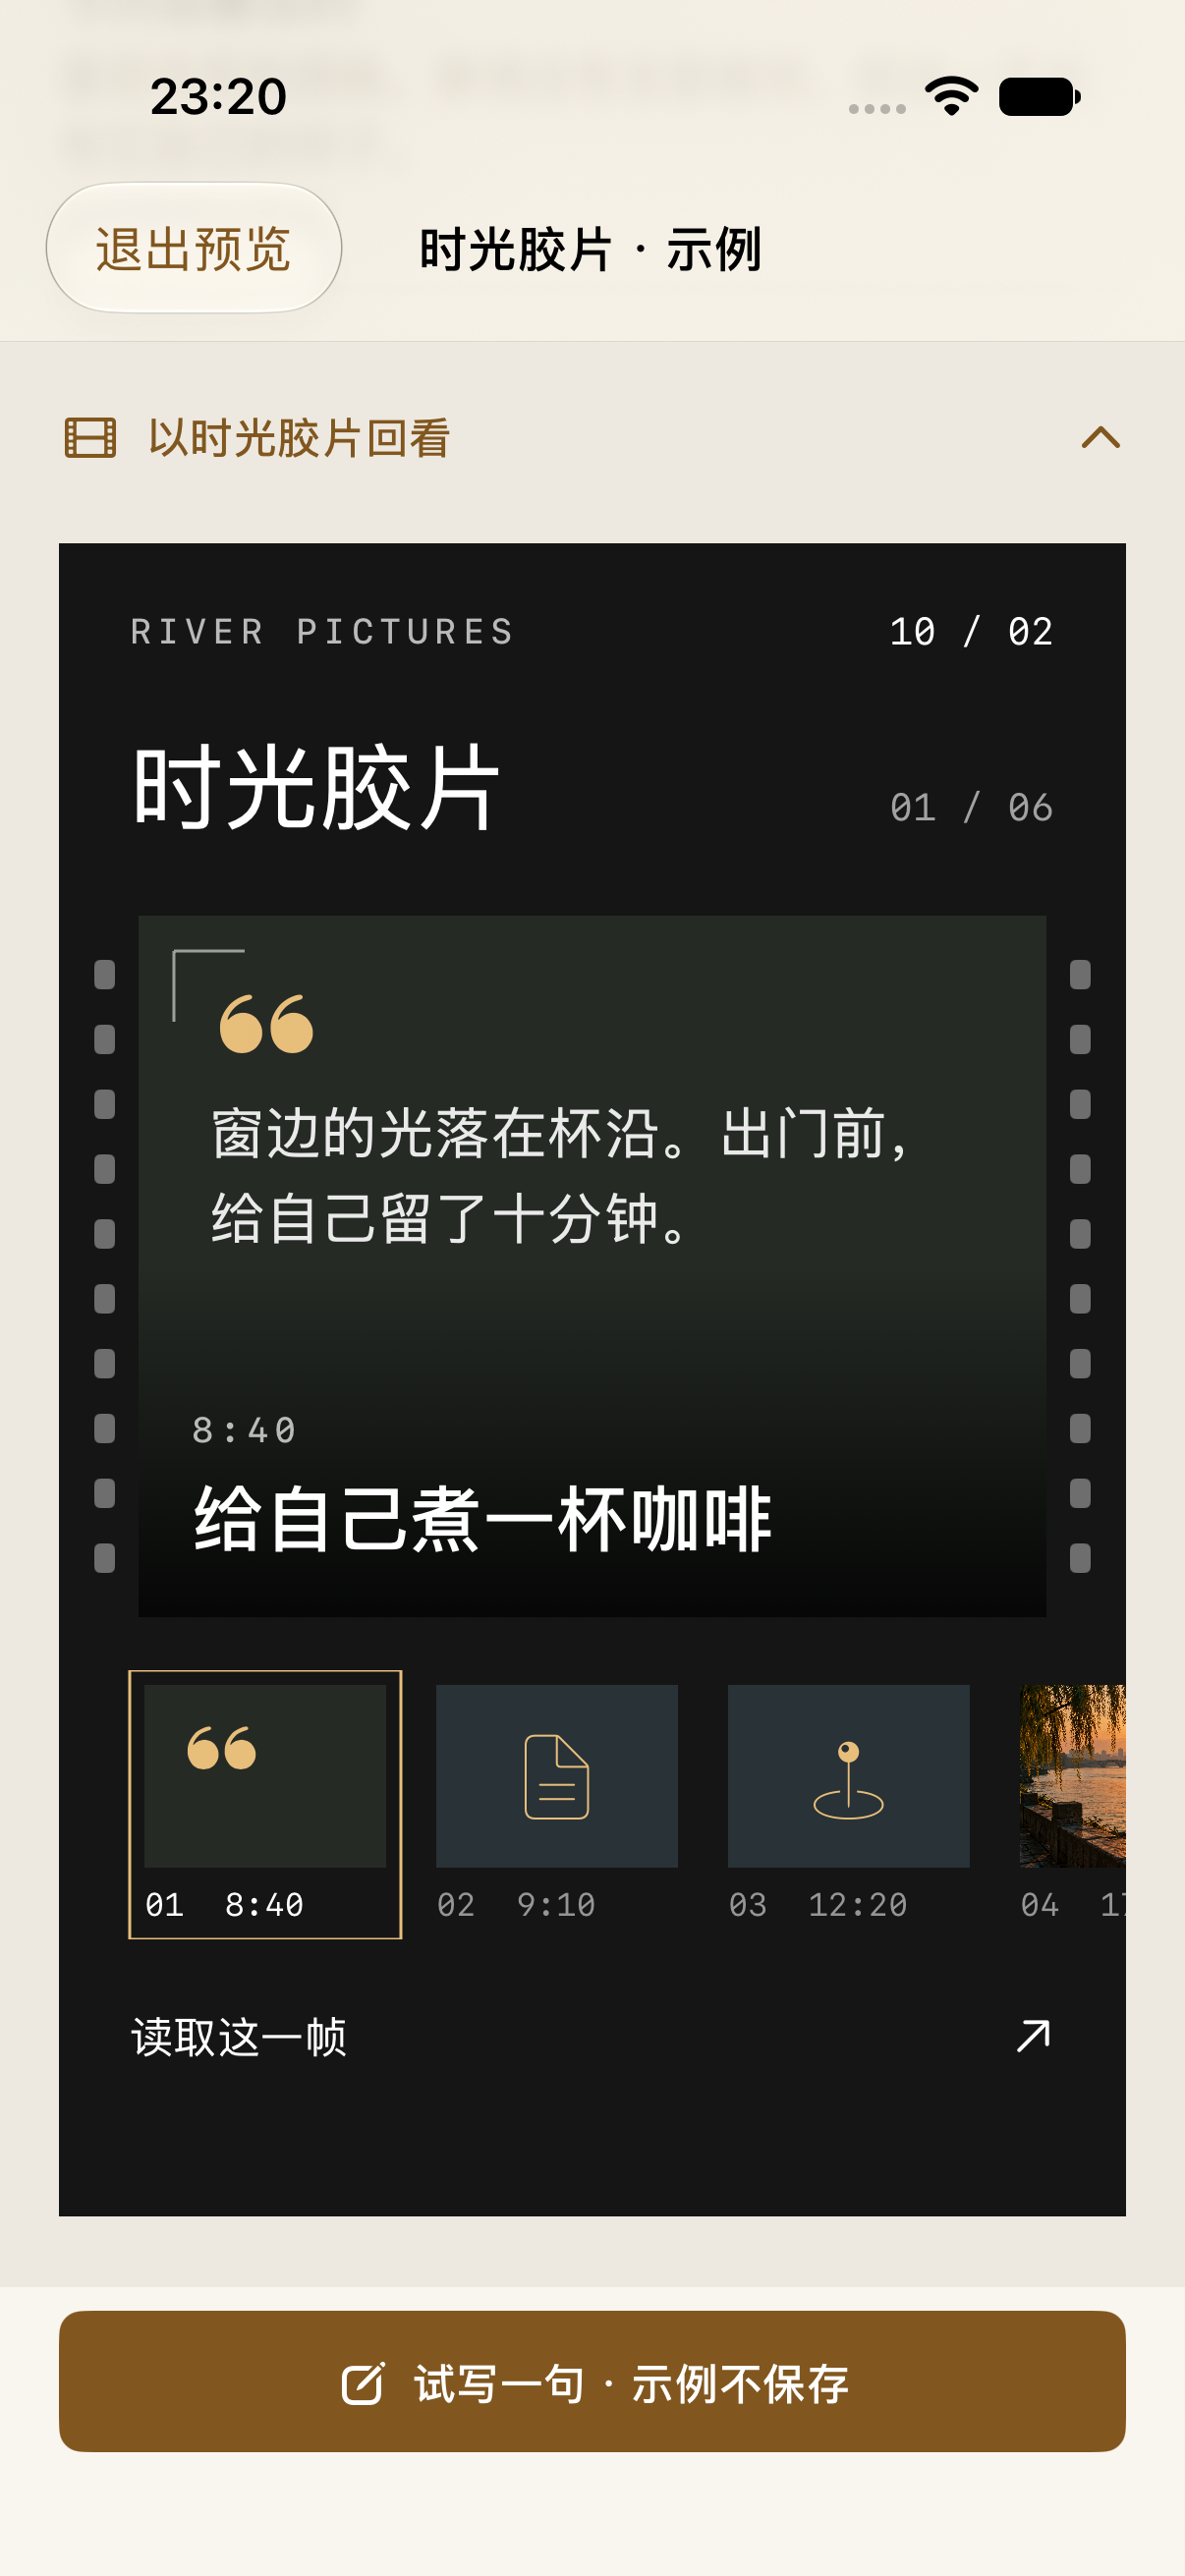 23:20
退出预览
时光胶片 · 示例
以时光胶片回看
RIVER PICTURES
10 / 02
时光胶片
01 / 06
窗边的光落在杯沿。出门前，
给自己留了十分钟。
8:40
给自己煮一杯咖啡
01 8:40
02 9:10
03 12:20
04
读取这一帧
试写一句 · 示例不保存